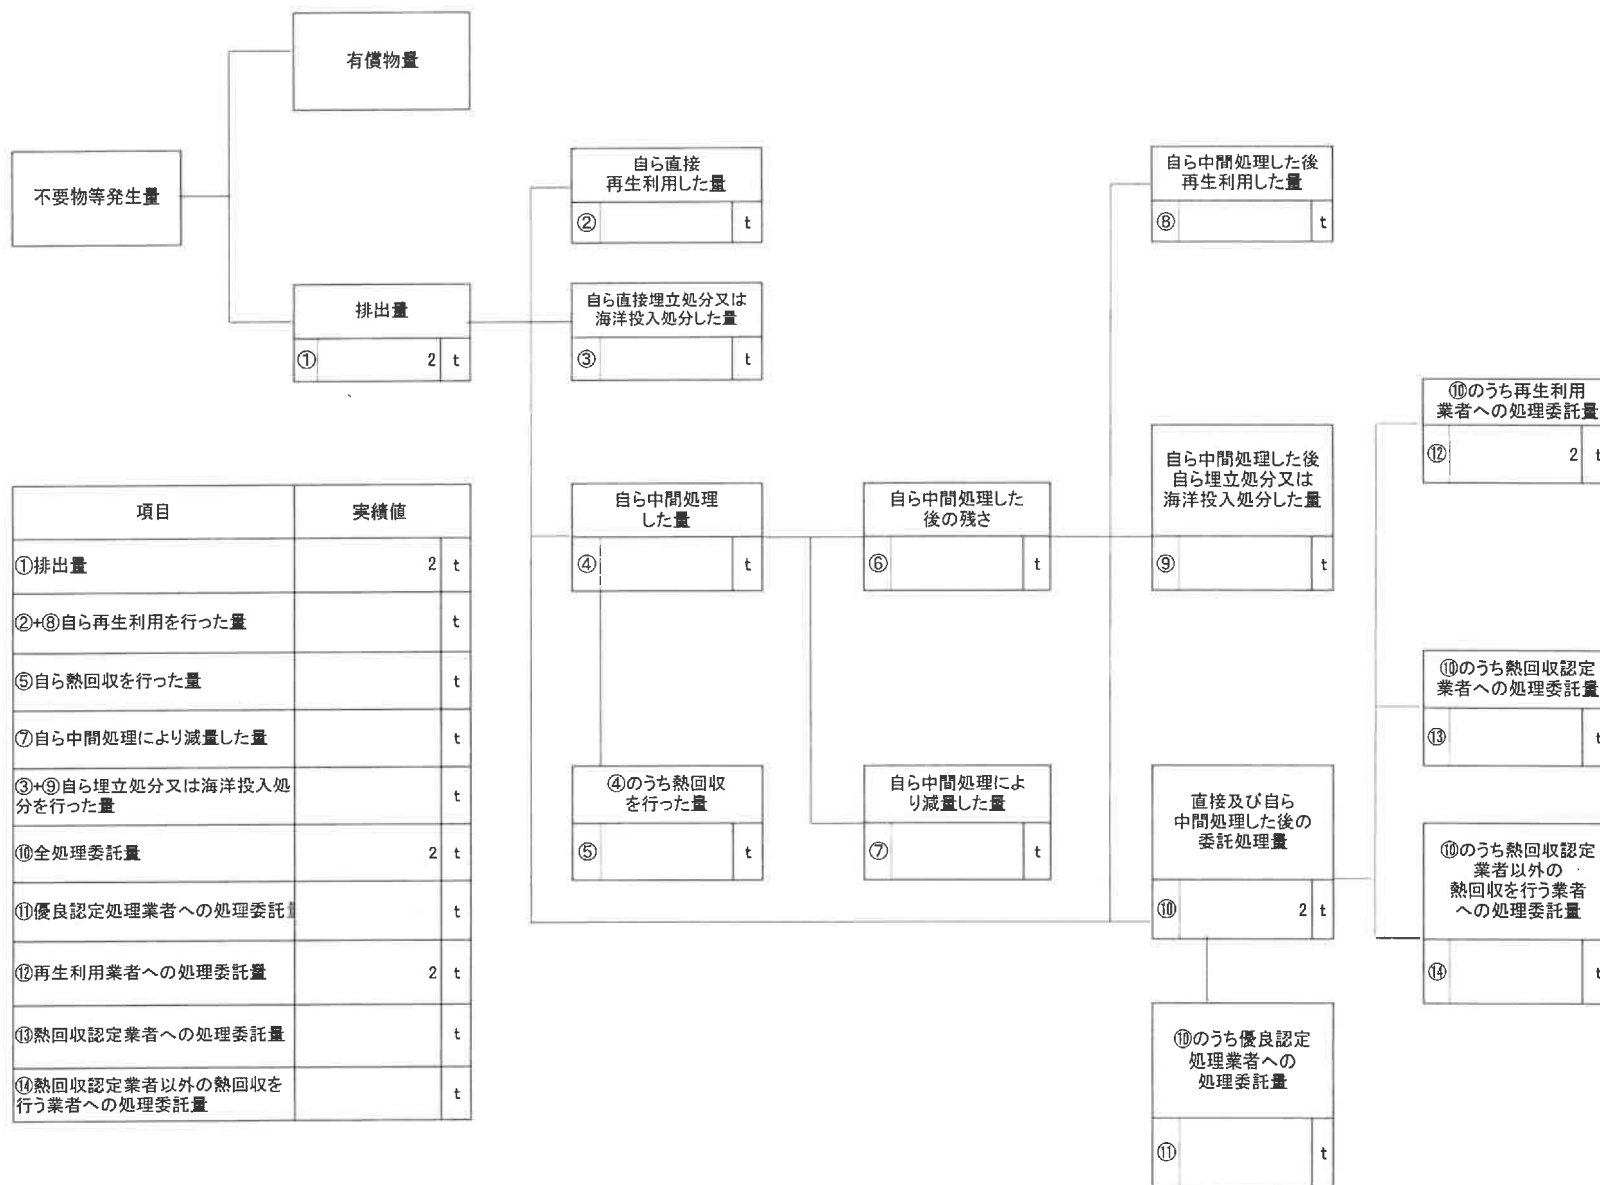 有償物量
不要物等発生量
排出量
① 2 t
自ら直接
再生利用した量
② t
自ら直接埋立処分又は
海洋投入処分した量
③ t
自ら中間処理
した量
④ t
④のうち熱回収
を行った量
⑤ t
自ら中間処理した
後の残さ
⑥ t
自ら中間処理によ
り減量した量
⑦ t
自ら中間処理した後
再生利用した量
⑧ t
自ら中間処理した後
自ら埋立処分又は
海洋投入処分した量
⑨ t
直接及び自ら
中間処理した後の
委託処理量
⑩ 2 t
⑩のうち優良認定
処理業者への
処理委託量
⑪ t
⑩のうち再生利用
業者への処理委託量
⑫ 2 t
⑩のうち熱回収認定
業者への処理委託量
⑬ t
⑩のうち熱回収認定
業者以外の
熱回収を行う業者
への処理委託量
⑭ t
項目 実績値
①排出量 2 t
②+⑧自ら再生利用を行った量 t
⑤自ら熱回収を行った量 t
⑦自ら中間処理により減量した量 t
③+⑨自ら埋立処分又は海洋投入処
分を行った量 t
⑩全処理委託量 2 t
⑪優良認定処理業者への処理委託量 t
⑫再生利用業者への処理委託量 2 t
⑬熱回収認定業者への処理委託量 t
⑭熱回収認定業者以外の熱回収を
行う業者への処理委託量 t